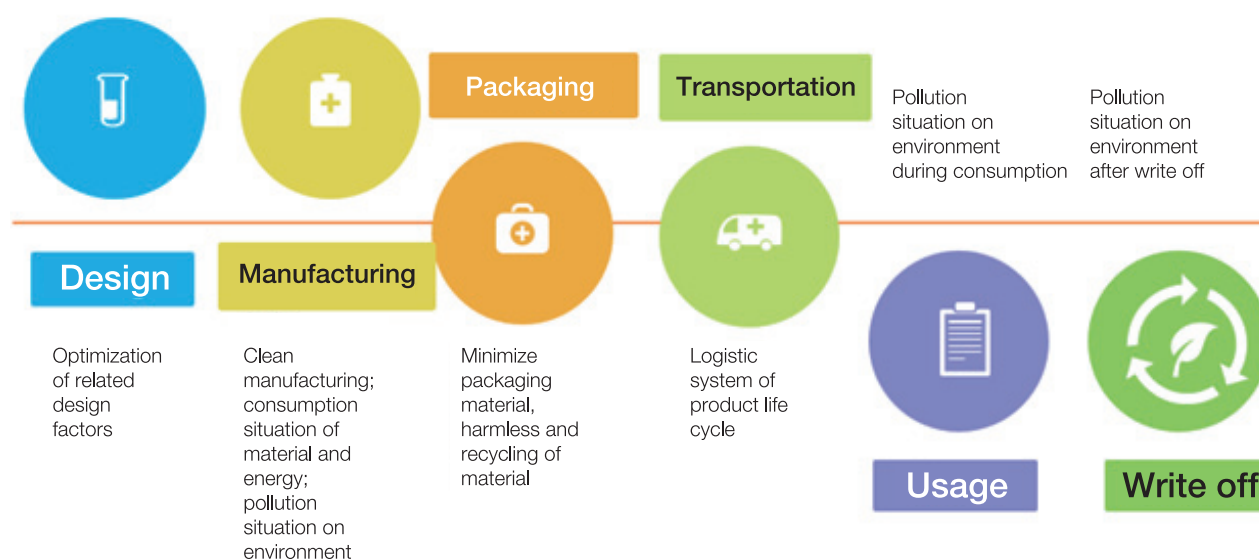 Design
Optimization
of related
design
factors
Manufacturing
Clean
manufacturing;
consumption
situation of
material and
energy;
pollution
situation on
environment
Packaging
Minimize
packaging
material,
harmless and
recycling of
material
Transportation
Logistic
system of
product life
cycle
Pollution
situation on
environment
during consumption
Usage
Pollution
situation on
environment
after write off
Write off